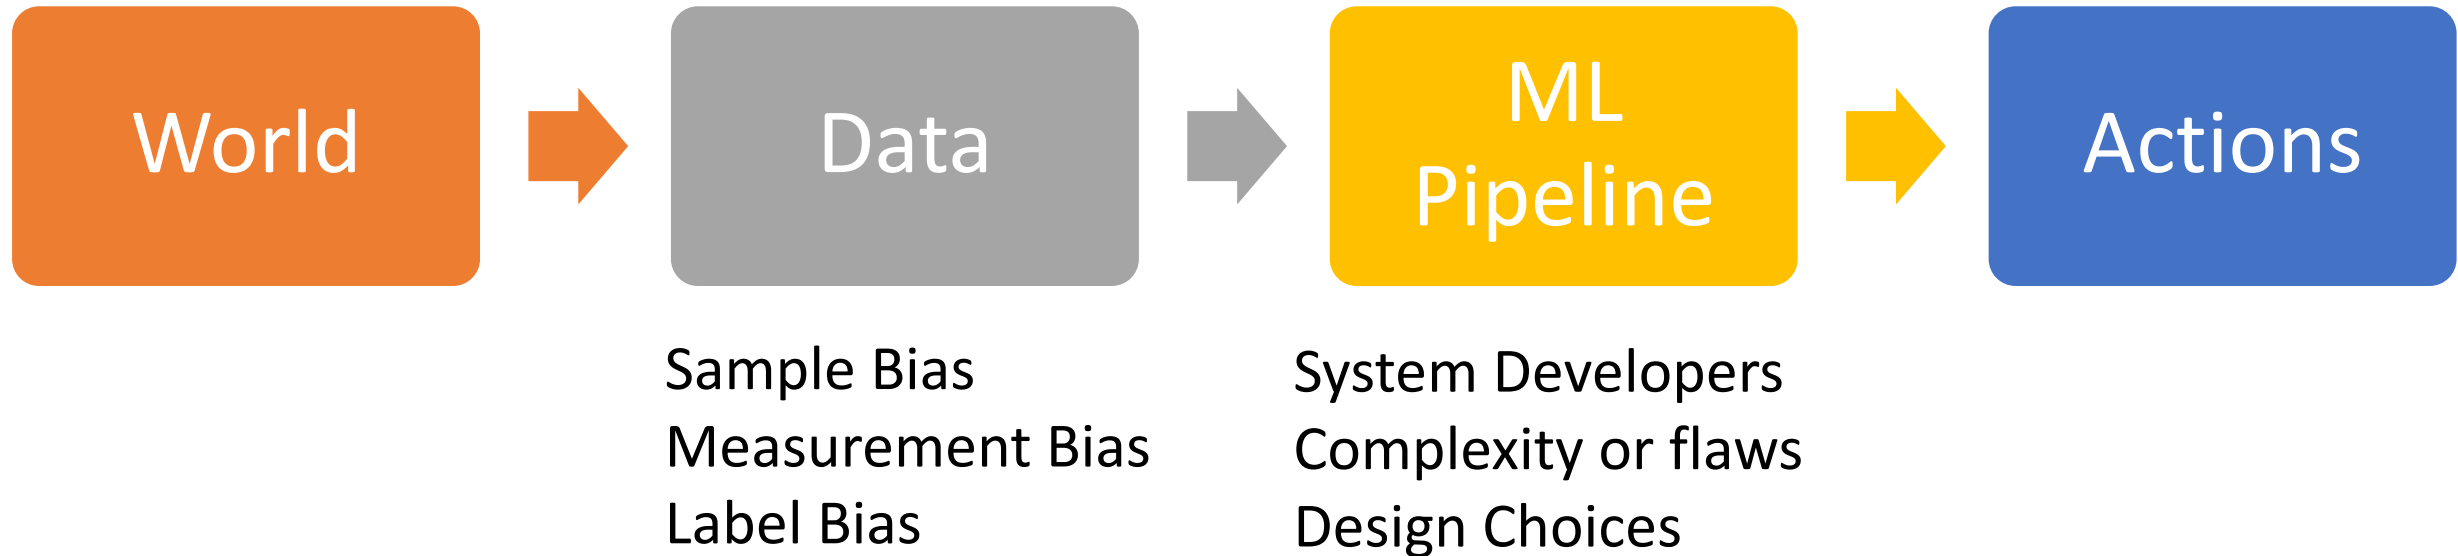 World
Data
ML
Pipeline
Actions
Sample Bias
Measurement Bias
Label Bias
System Developers
Complexity or flaws
Design Choices